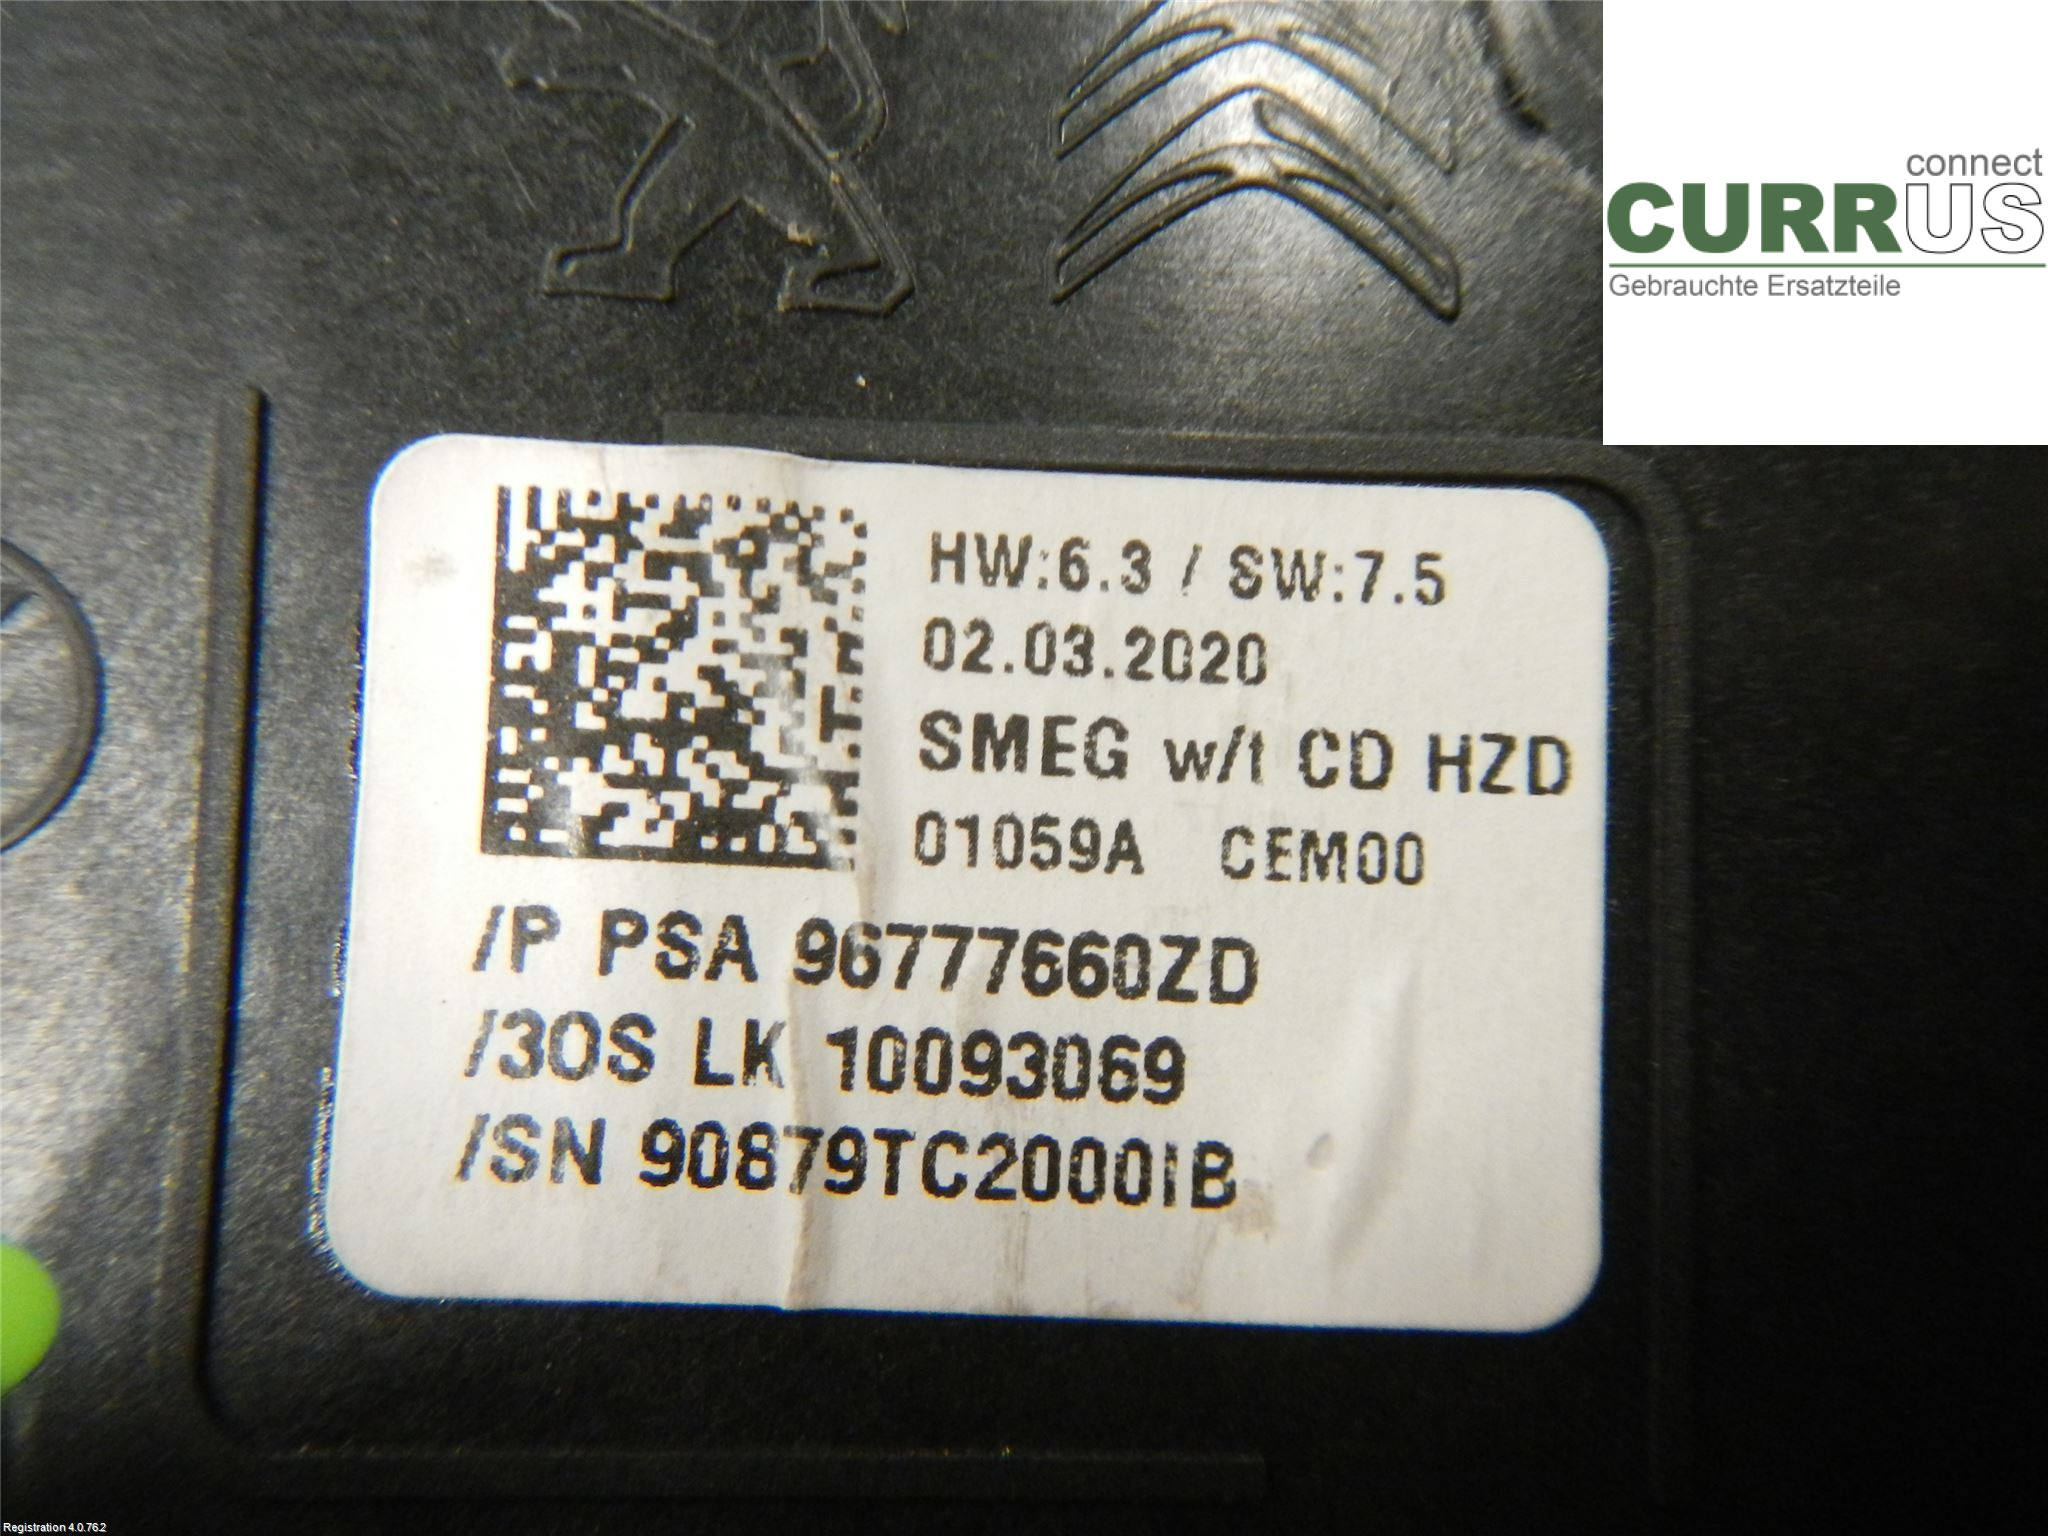 connect
CURRUS
Gebrauchte Ersatzteile
HW:6.3 / SW:7.5
02.03.2020
SMEG w/t CD HZD
01059A CEM00
/P PSA 96777660ZD
/3OS LK 10093069
/SN 90879TC2000IB
Registration 4.0.76.2